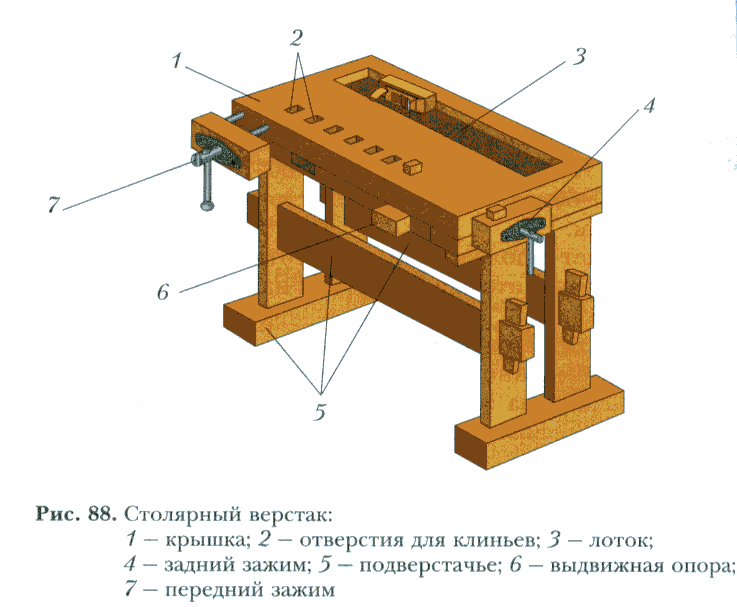 1
2
3
4
7
6
5
Рис. 88. Столярный верстак:
1 – крышка; 2 – отверстия для клиньев; 3 – лоток;
4 – задний зажим; 5 – подверстачье; 6 – выдвижная опора;
7 – передний зажим